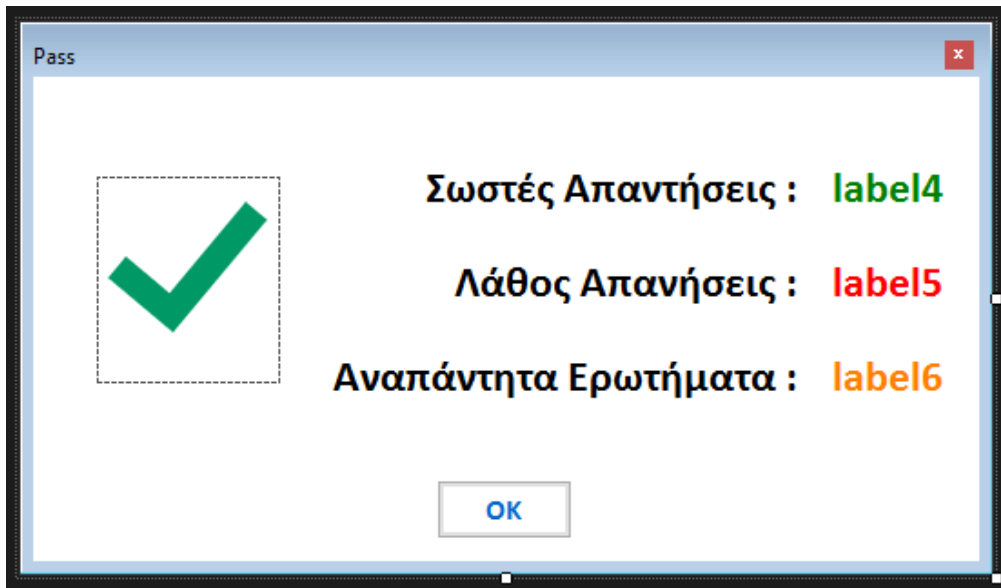 Pass
x
Σωστές Απαντήσεις : label4
Λάθος Απανήσεις : label5
Αναπάντητα Ερωτήματα : label6
OK